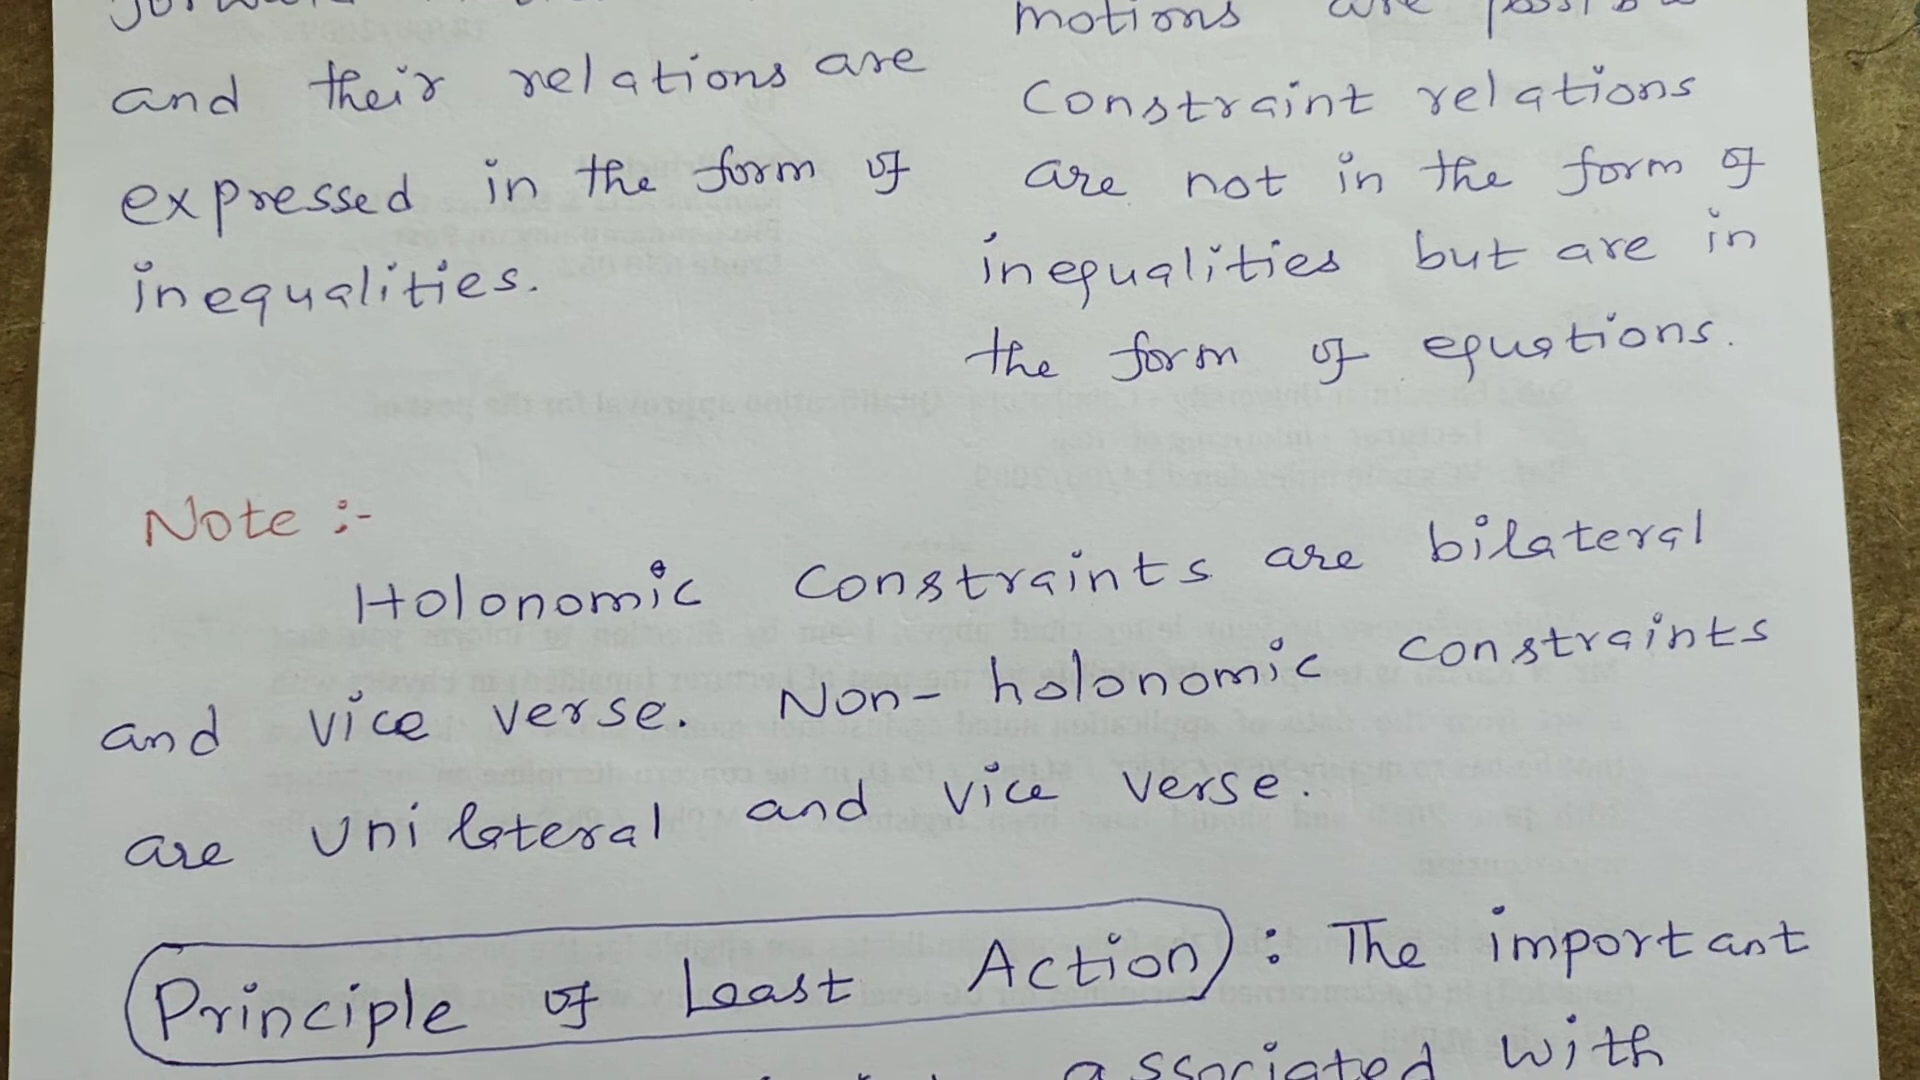 and their relations are
expressed in the form of
inequalities.
motions are
constraint relations
are not in the form of
inequalities but are in
the form of equations.
Note :-
Holonomic constraints are bilateral
and vice verse. Non-holonomic constraints
are unilateral and vice verse.
Principle of Least Action : The important
associated with